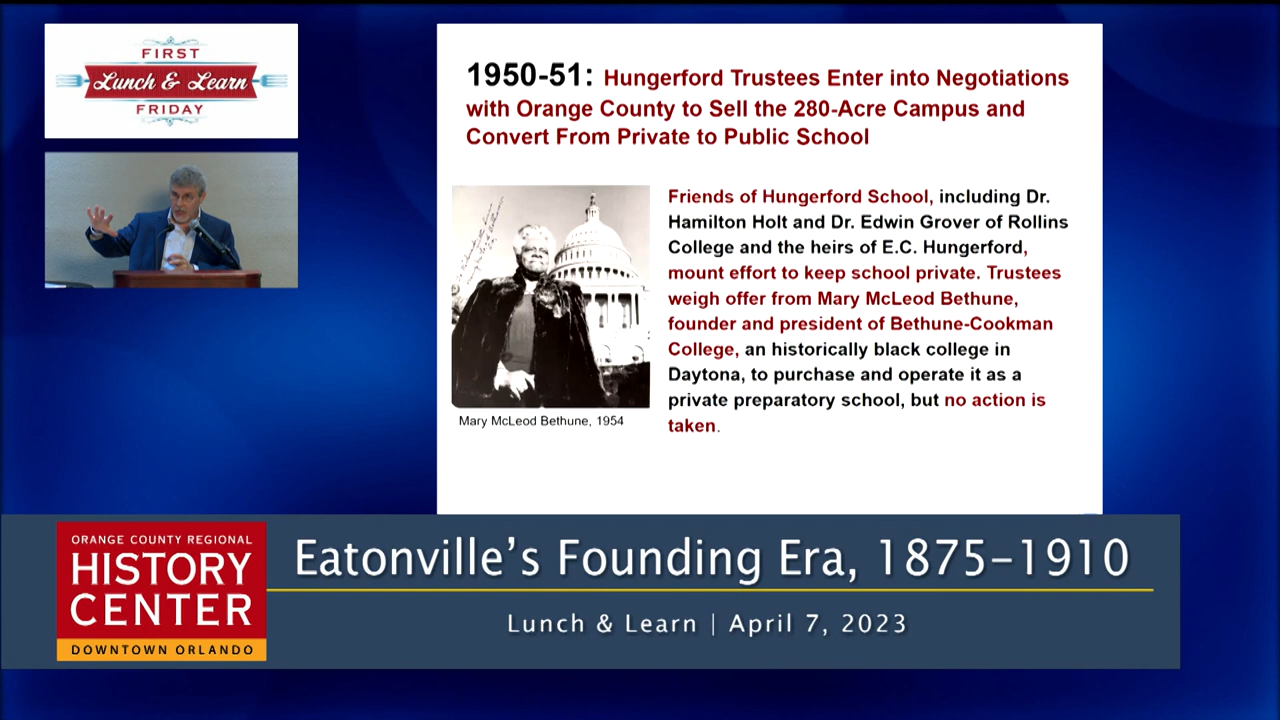 FIRST
Lunch & Learn
FRIDAY
1950-51: Hungerford Trustees Enter into Negotiations
with Orange County to Sell the 280-Acre Campus and
Convert From Private to Public School
Friends of Hungerford School, including Dr.
Hamilton Holt and Dr. Edwin Grover of Rollins
College and the heirs of E.C. Hungerford,
mount effort to keep school private. Trustees
weigh offer from Mary McLeod Bethune,
founder and president of Bethune-Cookman
College, an historically black college in
Daytona, to purchase and operate it as a
private preparatory school, but no action is
taken.
Mary McLeod Bethune, 1954
ORANGE COUNTY REGIONAL
HISTORY
CENTER
DOWNTOWN ORLANDO
Eatonville’s Founding Era, 1875–1910
Lunch & Learn | April 7, 2023